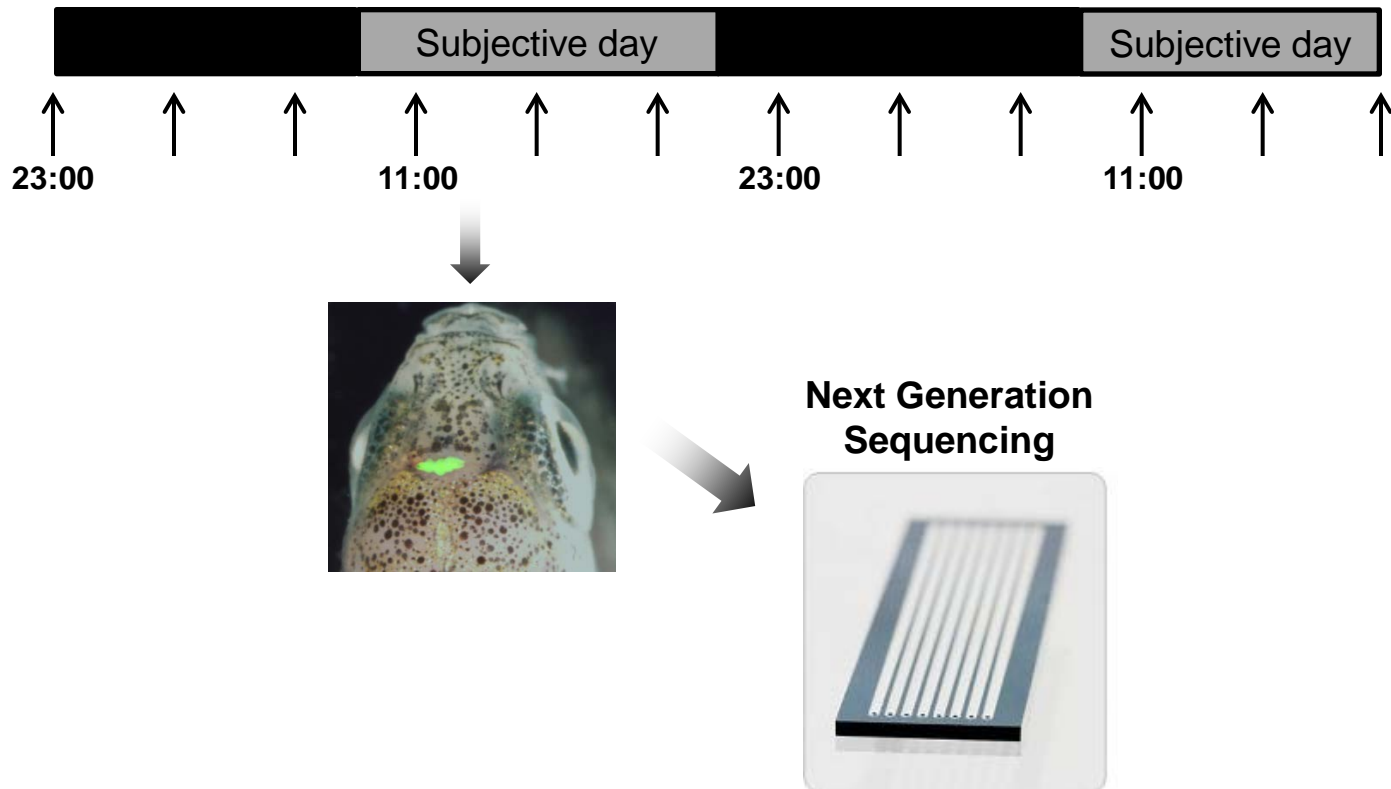 Subjective day
Subjective day
23:00
11:00
23:00
11:00
Next Generation
Sequencing